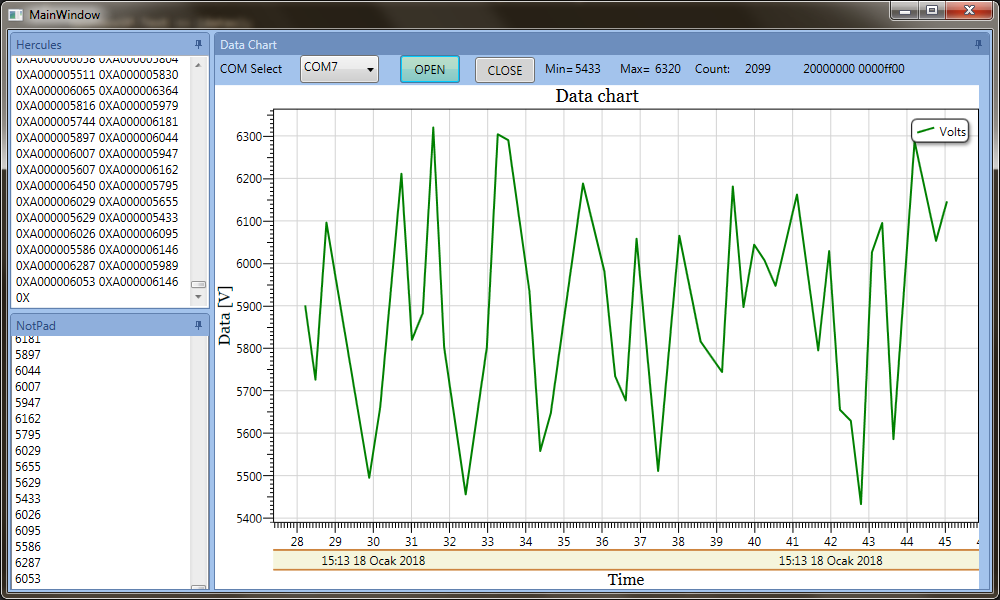 MainWindow
Hercules
0XA000006058 0XA000005804
0XA000005511 0XA000005830
0XA000006065 0XA000006364
0XA000005816 0XA000005979
0XA000005744 0XA000006181
0XA000005897 0XA000006044
0XA000006007 0XA000005947
0XA000005607 0XA000006162
0XA000006450 0XA000005795
0XA000006029 0XA000005655
0XA000005629 0XA000005433
0XA000006026 0XA000006095
0XA000005586 0XA000006146
0XA000006287 0XA000005989
0XA000006053 0XA000006146
0X
NotPad
6181
5897
6044
6007
5947
6162
5795
6029
5655
5629
5433
6026
6095
5586
6287
6053
Data Chart
COM Select COM7 OPEN CLOSE Min= 5433 Max= 6320 Count: 2099 20000000 0000ff00
Data chart
Volts
Data [V]
6300
6200
6100
6000
5900
5800
5700
5600
5500
5400
28 29 30 31 32 33 34 35 36 37 38 39 40 41 42 43 44 45
15:13 18 Ocak 2018 15:13 18 Ocak 2018
Time